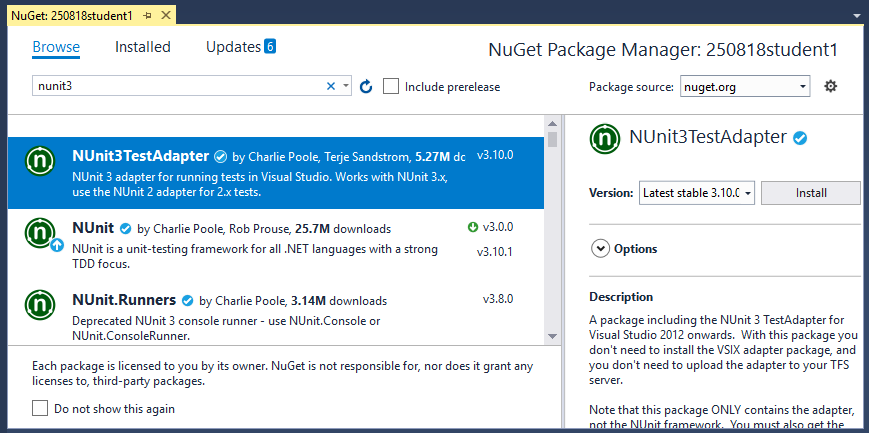 NuGet: 250818student1
Browse Installed Updates 6 NuGet Package Manager: 250818student1
nunit3 Include prerelease Package source: nuget.org
NUnit3TestAdapter by Charlie Poole, Terje Sandstrom, 5.27M dc v3.10.0
NUnit 3 adapter for running tests in Visual Studio. Works with NUnit 3.x,
use the NUnit 2 adapter for 2.x tests.
NUnit by Charlie Poole, Rob Prouse, 25.7M downloads v3.0.0
NUnit is a unit-testing framework for all .NET languages with a strong v3.10.1
TDD focus.
NUnit.Runners by Charlie Poole, 3.14M downloads v3.8.0
Deprecated NUnit 3 console runner - use NUnit.Console or
NUnit.ConsoleRunner.
Each package is licensed to you by its owner. NuGet is not responsible for, nor does it grant any
licenses to, third-party packages.
Do not show this again
n NUnit3TestAdapter
Version: Latest stable 3.10.0 Install
Options
Description
A package including the NUnit 3 TestAdapter for
Visual Studio 2012 onwards. With this package you
don't need to install the VSIX adapter package, and
you don't need to upload the adapter to your TFS
server.
Note that this package ONLY contains the adapter,
not the NUnit framework. You must also get the